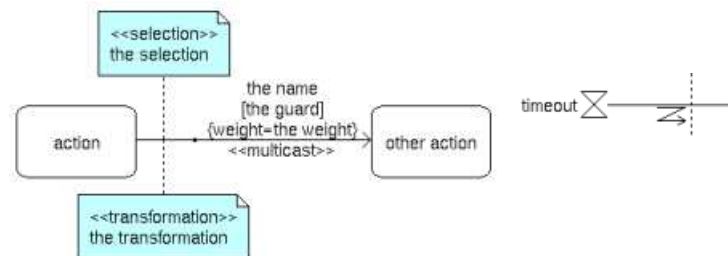 <<selection>>
the selection
the name
[the guard]
{weight=the weight}
<<multicast>>
action
other action
timeout
<<transformation>>
the transformation